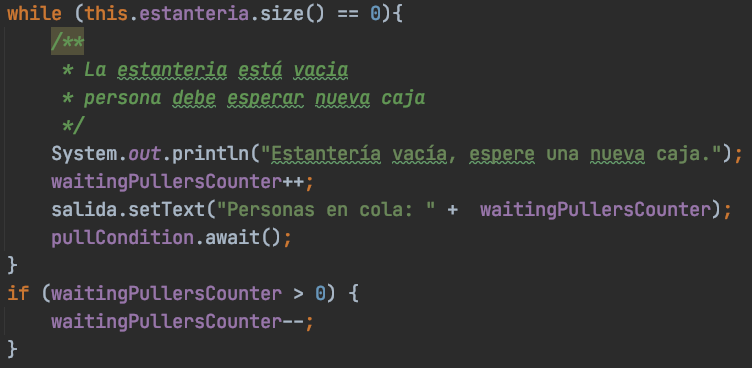 while (this.estanteria.size() == 0){
/**
* La estanteria está vacia
* persona debe esperar nueva caja
*/
System.out.println("Estantería vacía, espere una nueva caja.");
waitingPullersCounter++;
salida.setText("Personas en cola: " +  waitingPullersCounter);
pullCondition.await();
}
if (waitingPullersCounter > 0) {
waitingPullersCounter--;
}